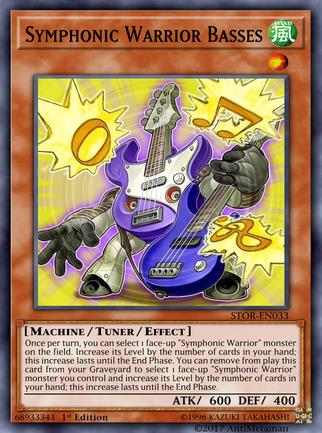 SYMPHONIC WARRIOR BASSES
WIND
風
STOR-EN033
[MACHINE / TUNER / EFFECT]
Once per turn, you can select 1 face-up "Symphonic Warrior" monster
on the field. Increase its Level by the number of cards in your hand;
this increase lasts until the End Phase. You can remove from play this
card from your Graveyard to select 1 face-up "Symphonic Warrior"
monster you control and increase its Level by the number of cards in
your hand; this increase lasts until the End Phase.
ATK/ 600 DEF/ 400
68933343 1st Edition ©1996 KAZUKI TAKAHASHI
©2017 AntiMetaman